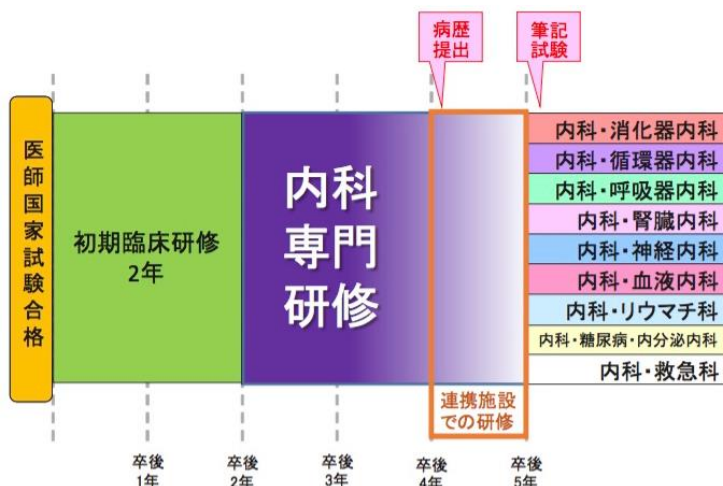 病歴
提出
筆記
試験
医師国家試験合格
初期臨床研修
2年
内科
専門
研修
内科・消化器内科
内科・循環器内科
内科・呼吸器内科
内科・腎臓内科
内科・神経内科
内科・血液内科
内科・リウマチ科
内科・糖尿病・内分泌内科
内科・救急科
連携施設
での研修
卒後
1年
卒後
2年
卒後
3年
卒後
4年
卒後
5年